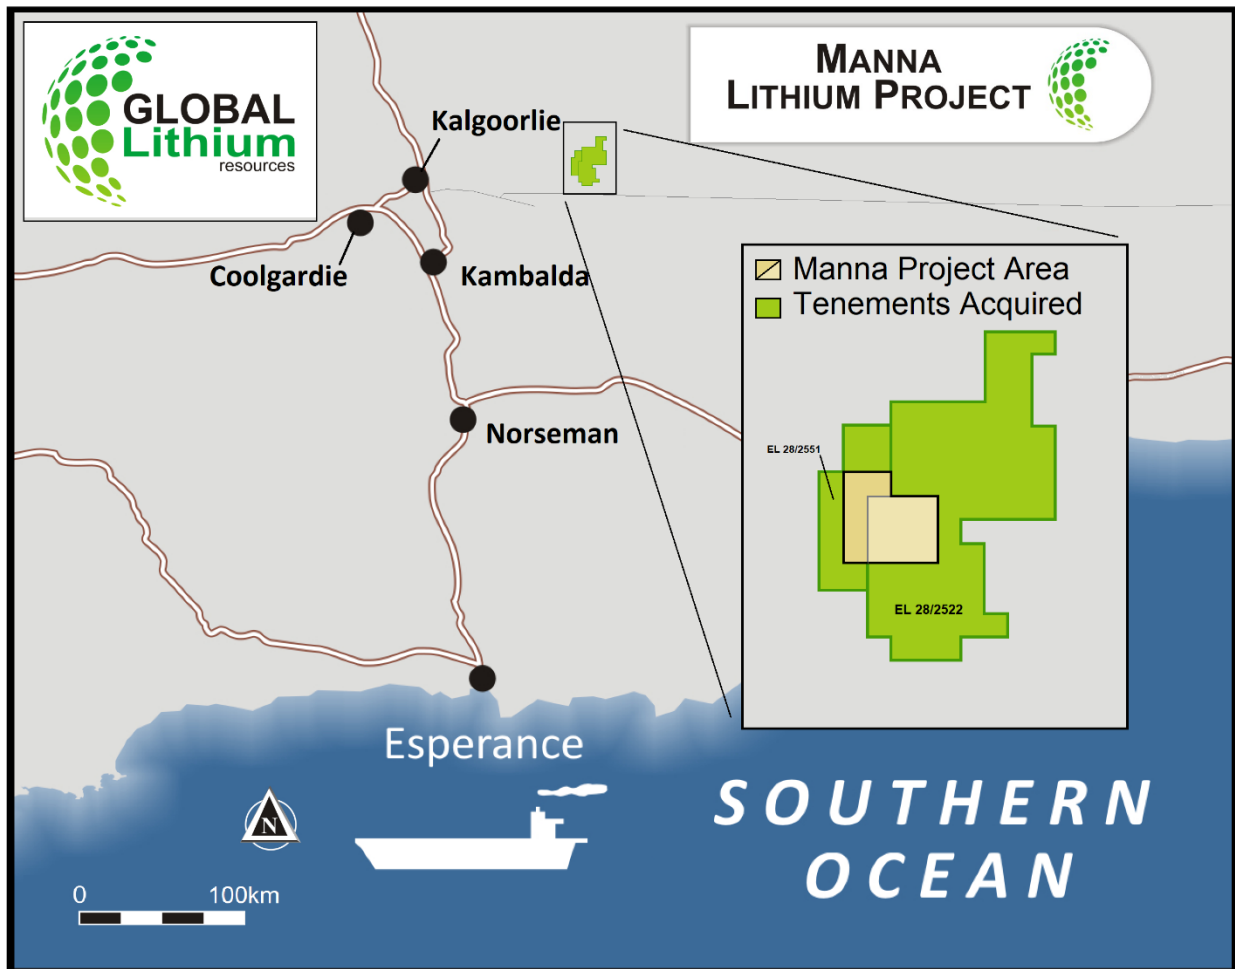 GLOBAL
Lithium
resources
MANNA
LITHIUM PROJECT
Kalgoorlie
Coolgardie
Kambalda
Norseman
Manna Project Area
Tenements Acquired
EL 28/2551
EL 28/2522
Esperance
SOUTHERN
OCEAN
N
0 100km